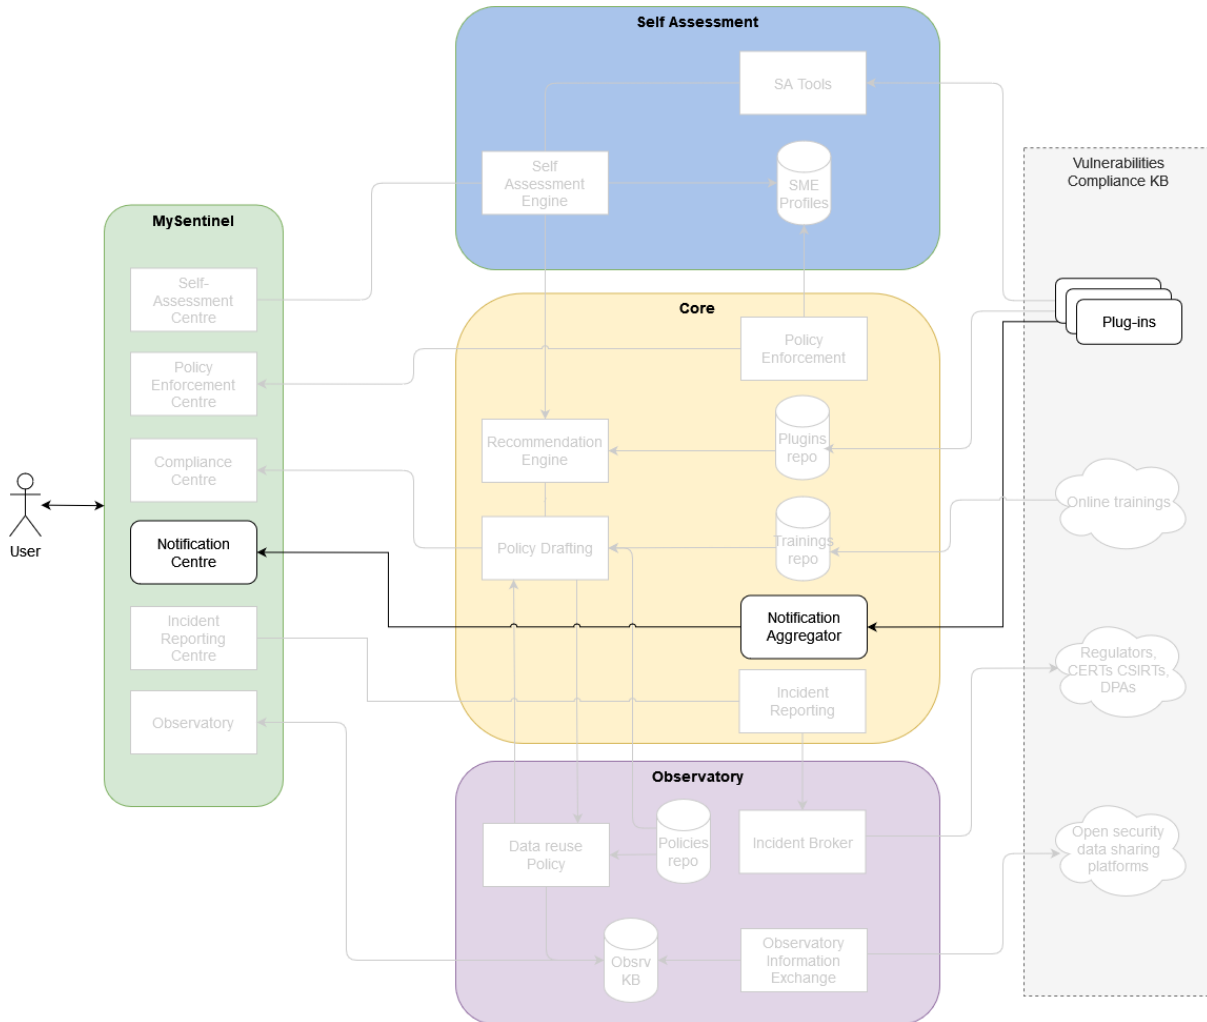 Self Assessment
SA Tools
Self
Assessment
Engine
SME
Profiles
Vulnerabilities
Compliance KB
MySentinel
Self-
Assessment
Centre
Policy
Enforcement
Centre
Compliance
Centre
Notification
Centre
Incident
Reporting
Centre
Observatory
User
Core
Policy
Enforcement
Recommendation
Engine
Plugins
repo
Policy Drafting
Trainings
repo
Notification
Aggregator
Incident
Reporting
Plug-ins
Online trainings
Regulators,
CERTs CSIRTs,
DPAs
Open security
data sharing
platforms
Observatory
Data reuse
Policy
Policies
repo
Incident Broker
Obsrv
KB
Observatory
Information
Exchange